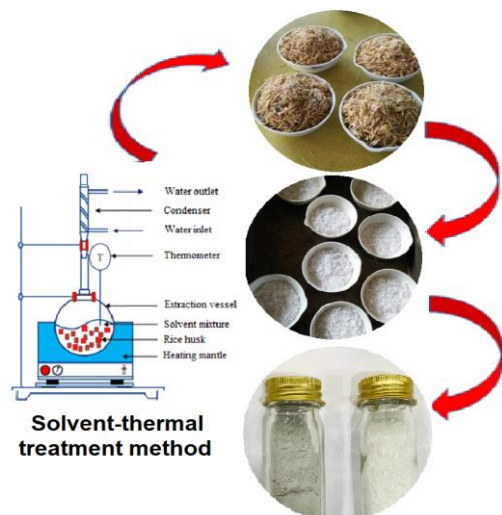 Water outlet
Condenser
Water inlet
T
Thermometer
Extraction vessel
Solvent mixture
Rice husk
Heating mantle
Solvent-thermal
treatment method